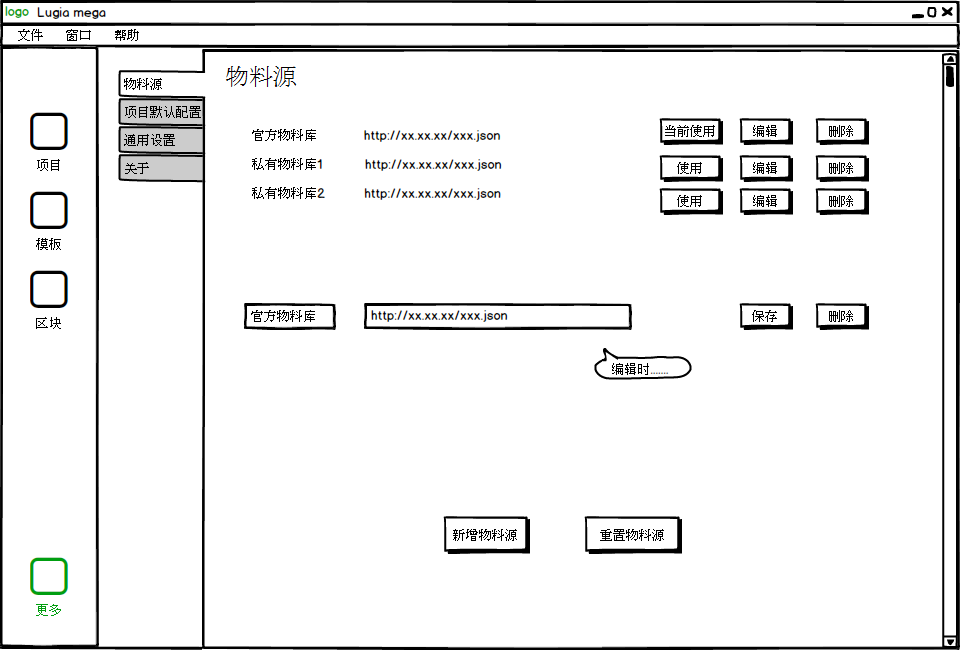 logo Lugia mega
文件 窗口 帮助
项目
模板
区块
更多
物料源
项目默认配置
通用设置
关于
物料源
官方物料库 http://xx.xx.xx/xxx.json 当前使用 编辑 删除
私有物料库1 http://xx.xx.xx/xxx.json 使用 编辑 删除
私有物料库2 http://xx.xx.xx/xxx.json 使用 编辑 删除
官方物料库 http://xx.xx.xx/xxx.json 保存 删除
编辑时.......
新增物料源 重置物料源